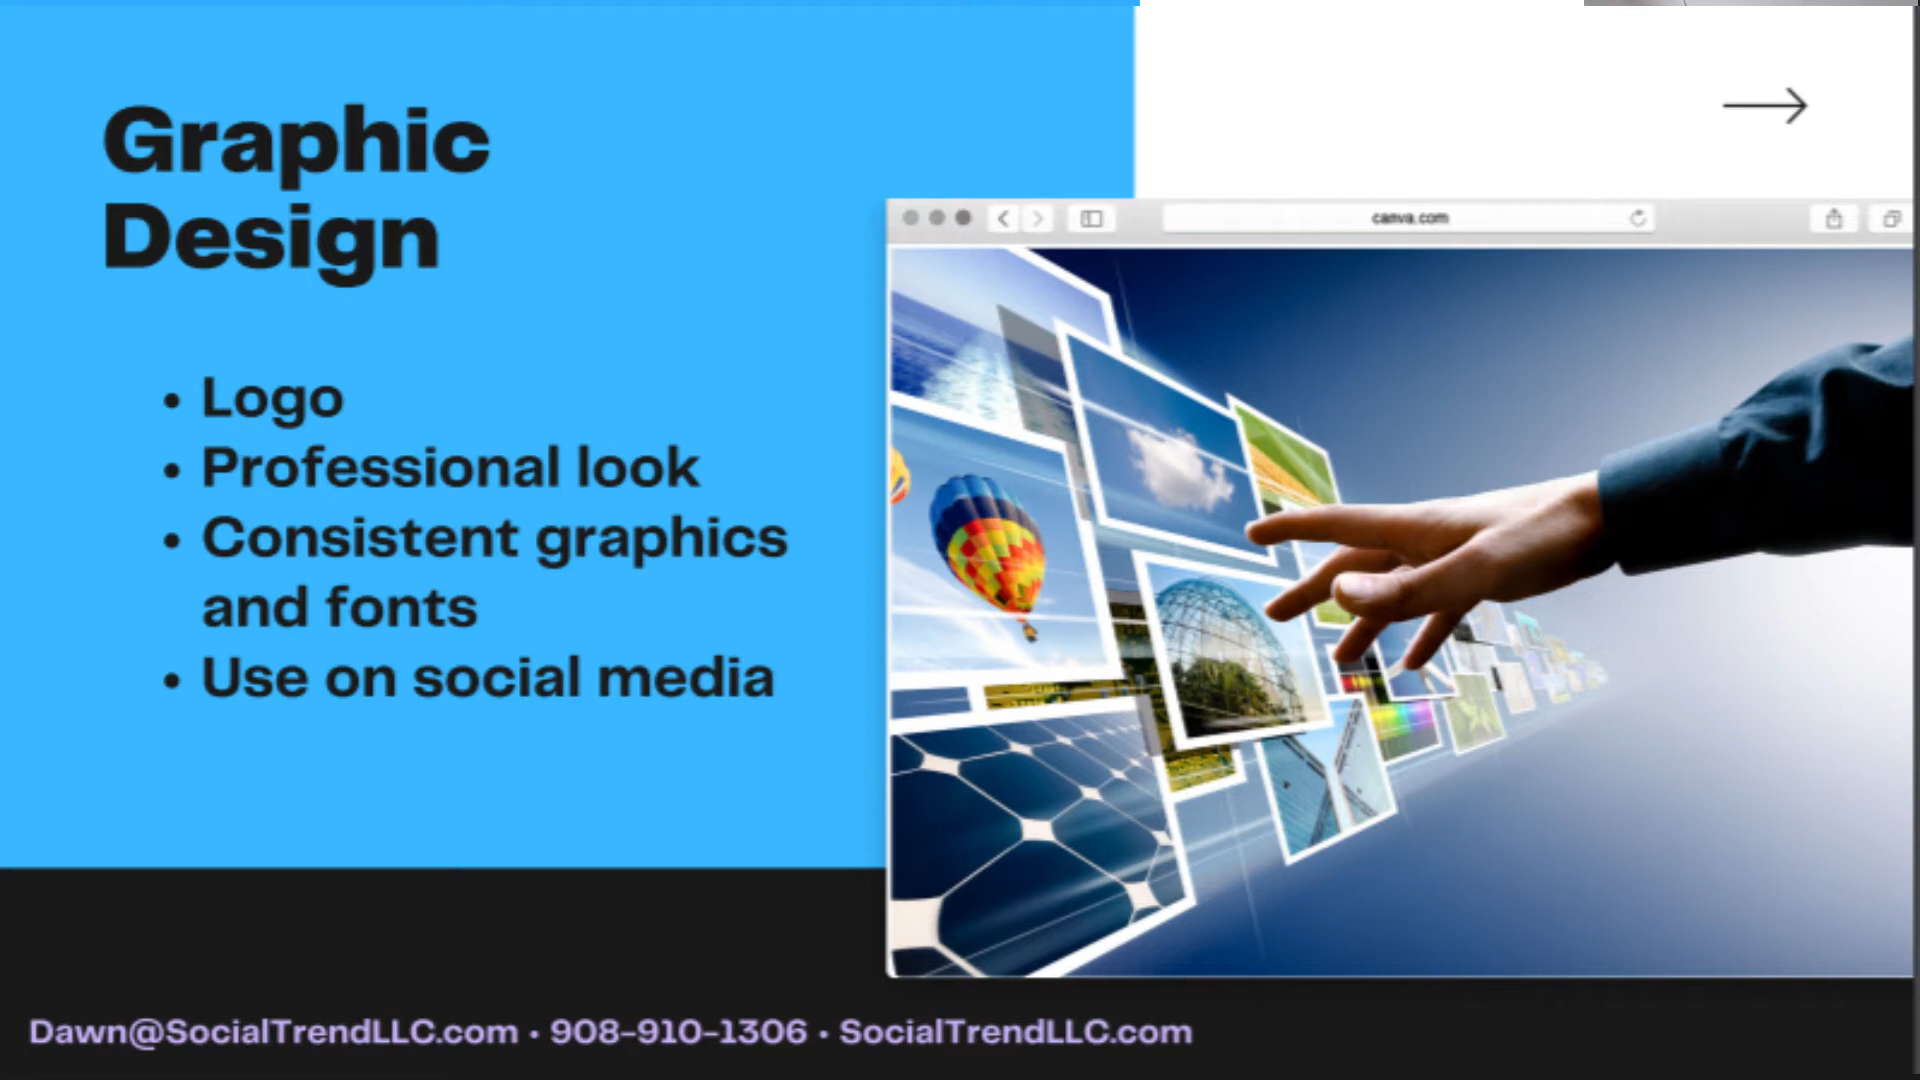 Graphic
Design
• Logo
• Professional look
• Consistent graphics
and fonts
• Use on social media
canva.com
Dawn@SocialTrendLLC.com • 908-910-1306 • SocialTrendLLC.com